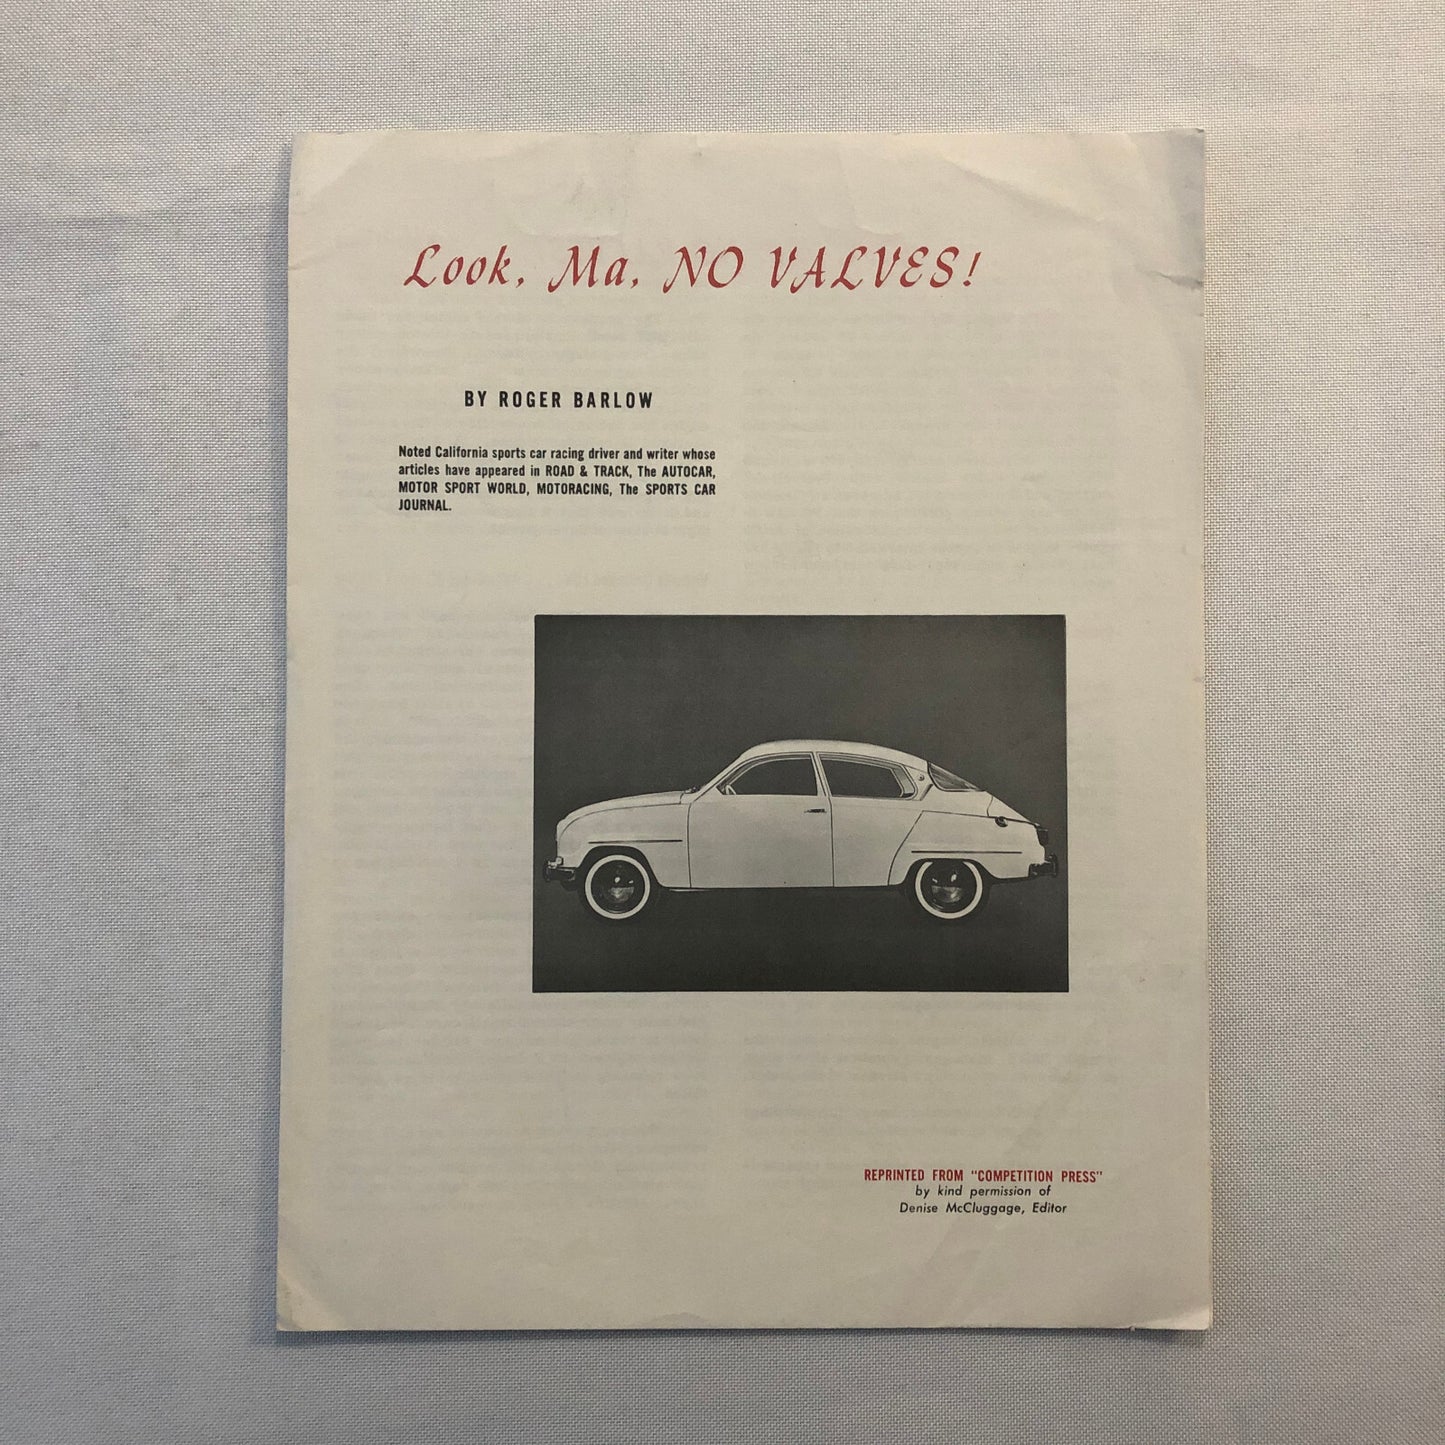 Look, Ma, NO VALVES!
BY ROGER BARLOW
Noted California sports car racing driver and writer whose
articles have appeared in ROAD & TRACK, The AUTOCAR,
MOTOR SPORT WORLD, MOTORACING, The SPORTS CAR
JOURNAL.
REPRINTED FROM "COMPETITION PRESS"
by kind permission of
Denise McCluggage, Editor